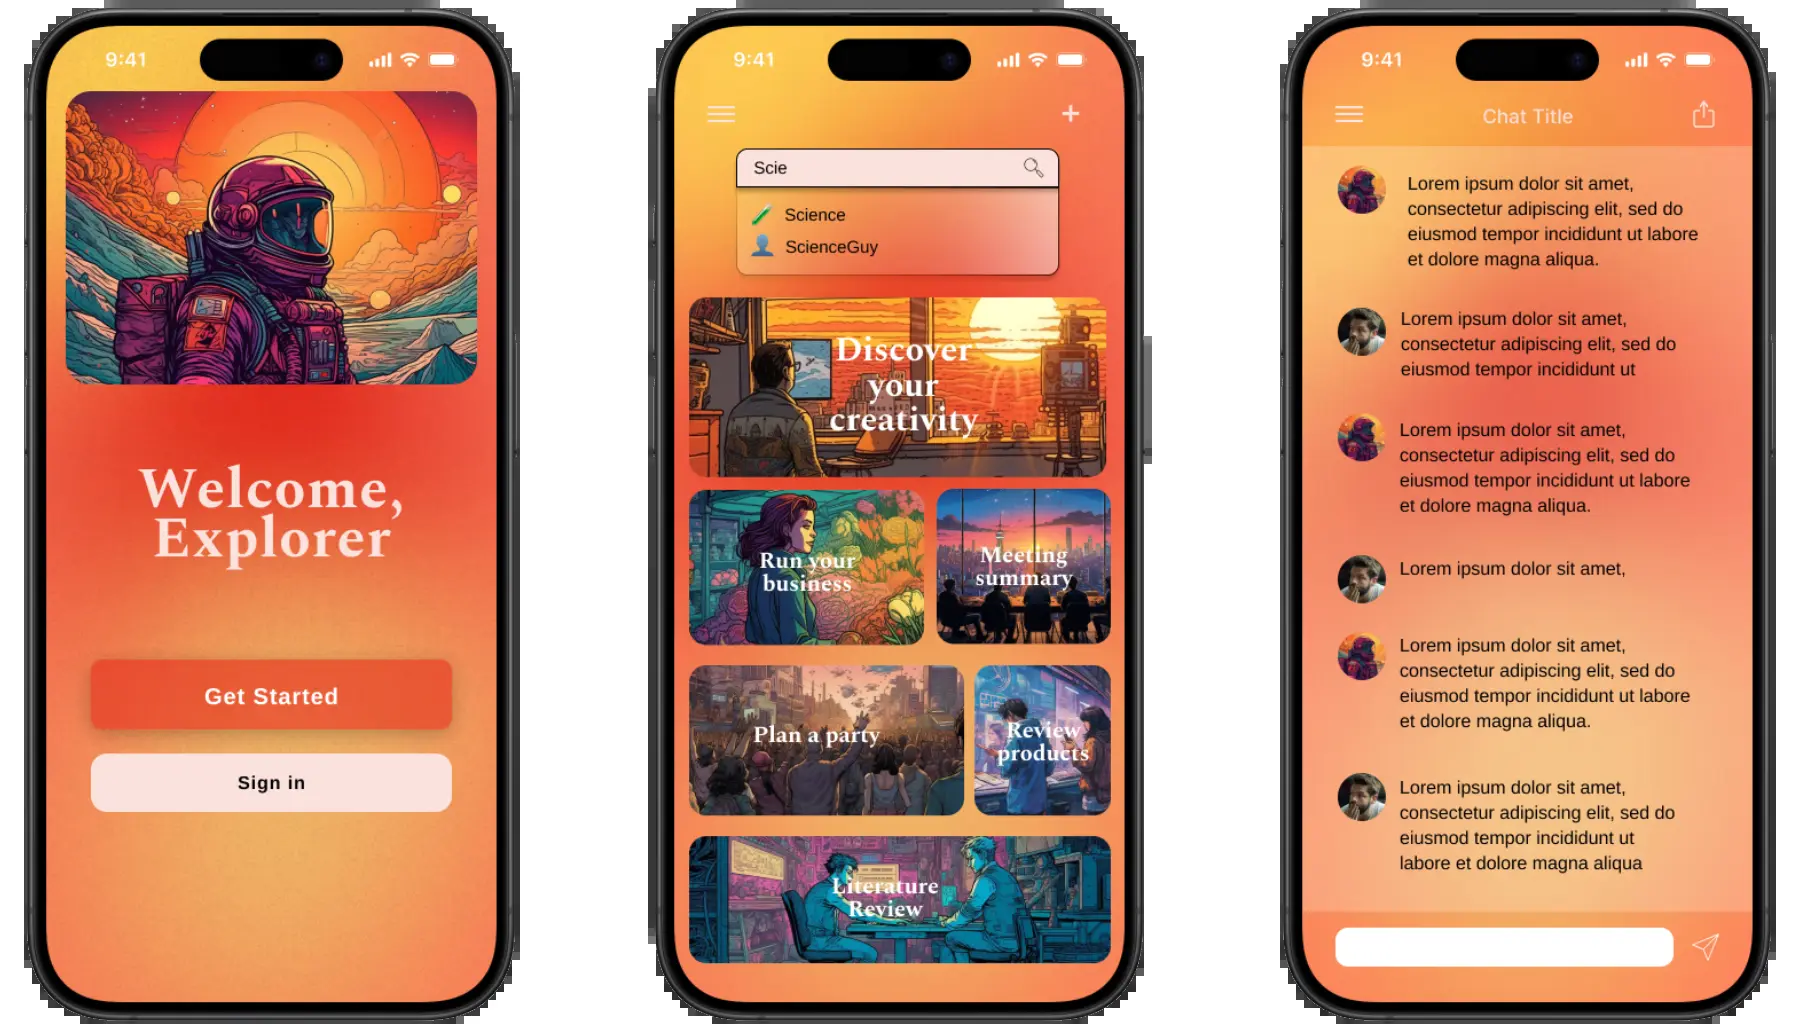 9:41
Welcome,
Explorer
Get Started
Sign in
9:41
+
Scie
Science
ScienceGuy
Discover
your
creativity
Run your
business
Meeting
summary
Plan a party
Review
products
Literature
Review
9:41
Chat Title
Lorem ipsum dolor sit amet,
consectetur adipiscing elit, sed do
eiusmod tempor incididunt ut labore
et dolore magna aliqua.
Lorem ipsum dolor sit amet,
consectetur adipiscing elit, sed do
eiusmod tempor incididunt ut
Lorem ipsum dolor sit amet,
consectetur adipiscing elit, sed do
eiusmod tempor incididunt ut labore
et dolore magna aliqua.
Lorem ipsum dolor sit amet,
Lorem ipsum dolor sit amet,
consectetur adipiscing elit, sed do
eiusmod tempor incididunt ut labore
et dolore magna aliqua.
Lorem ipsum dolor sit amet,
consectetur adipiscing elit, sed do
eiusmod tempor incididunt ut
labore et dolore magna aliqua